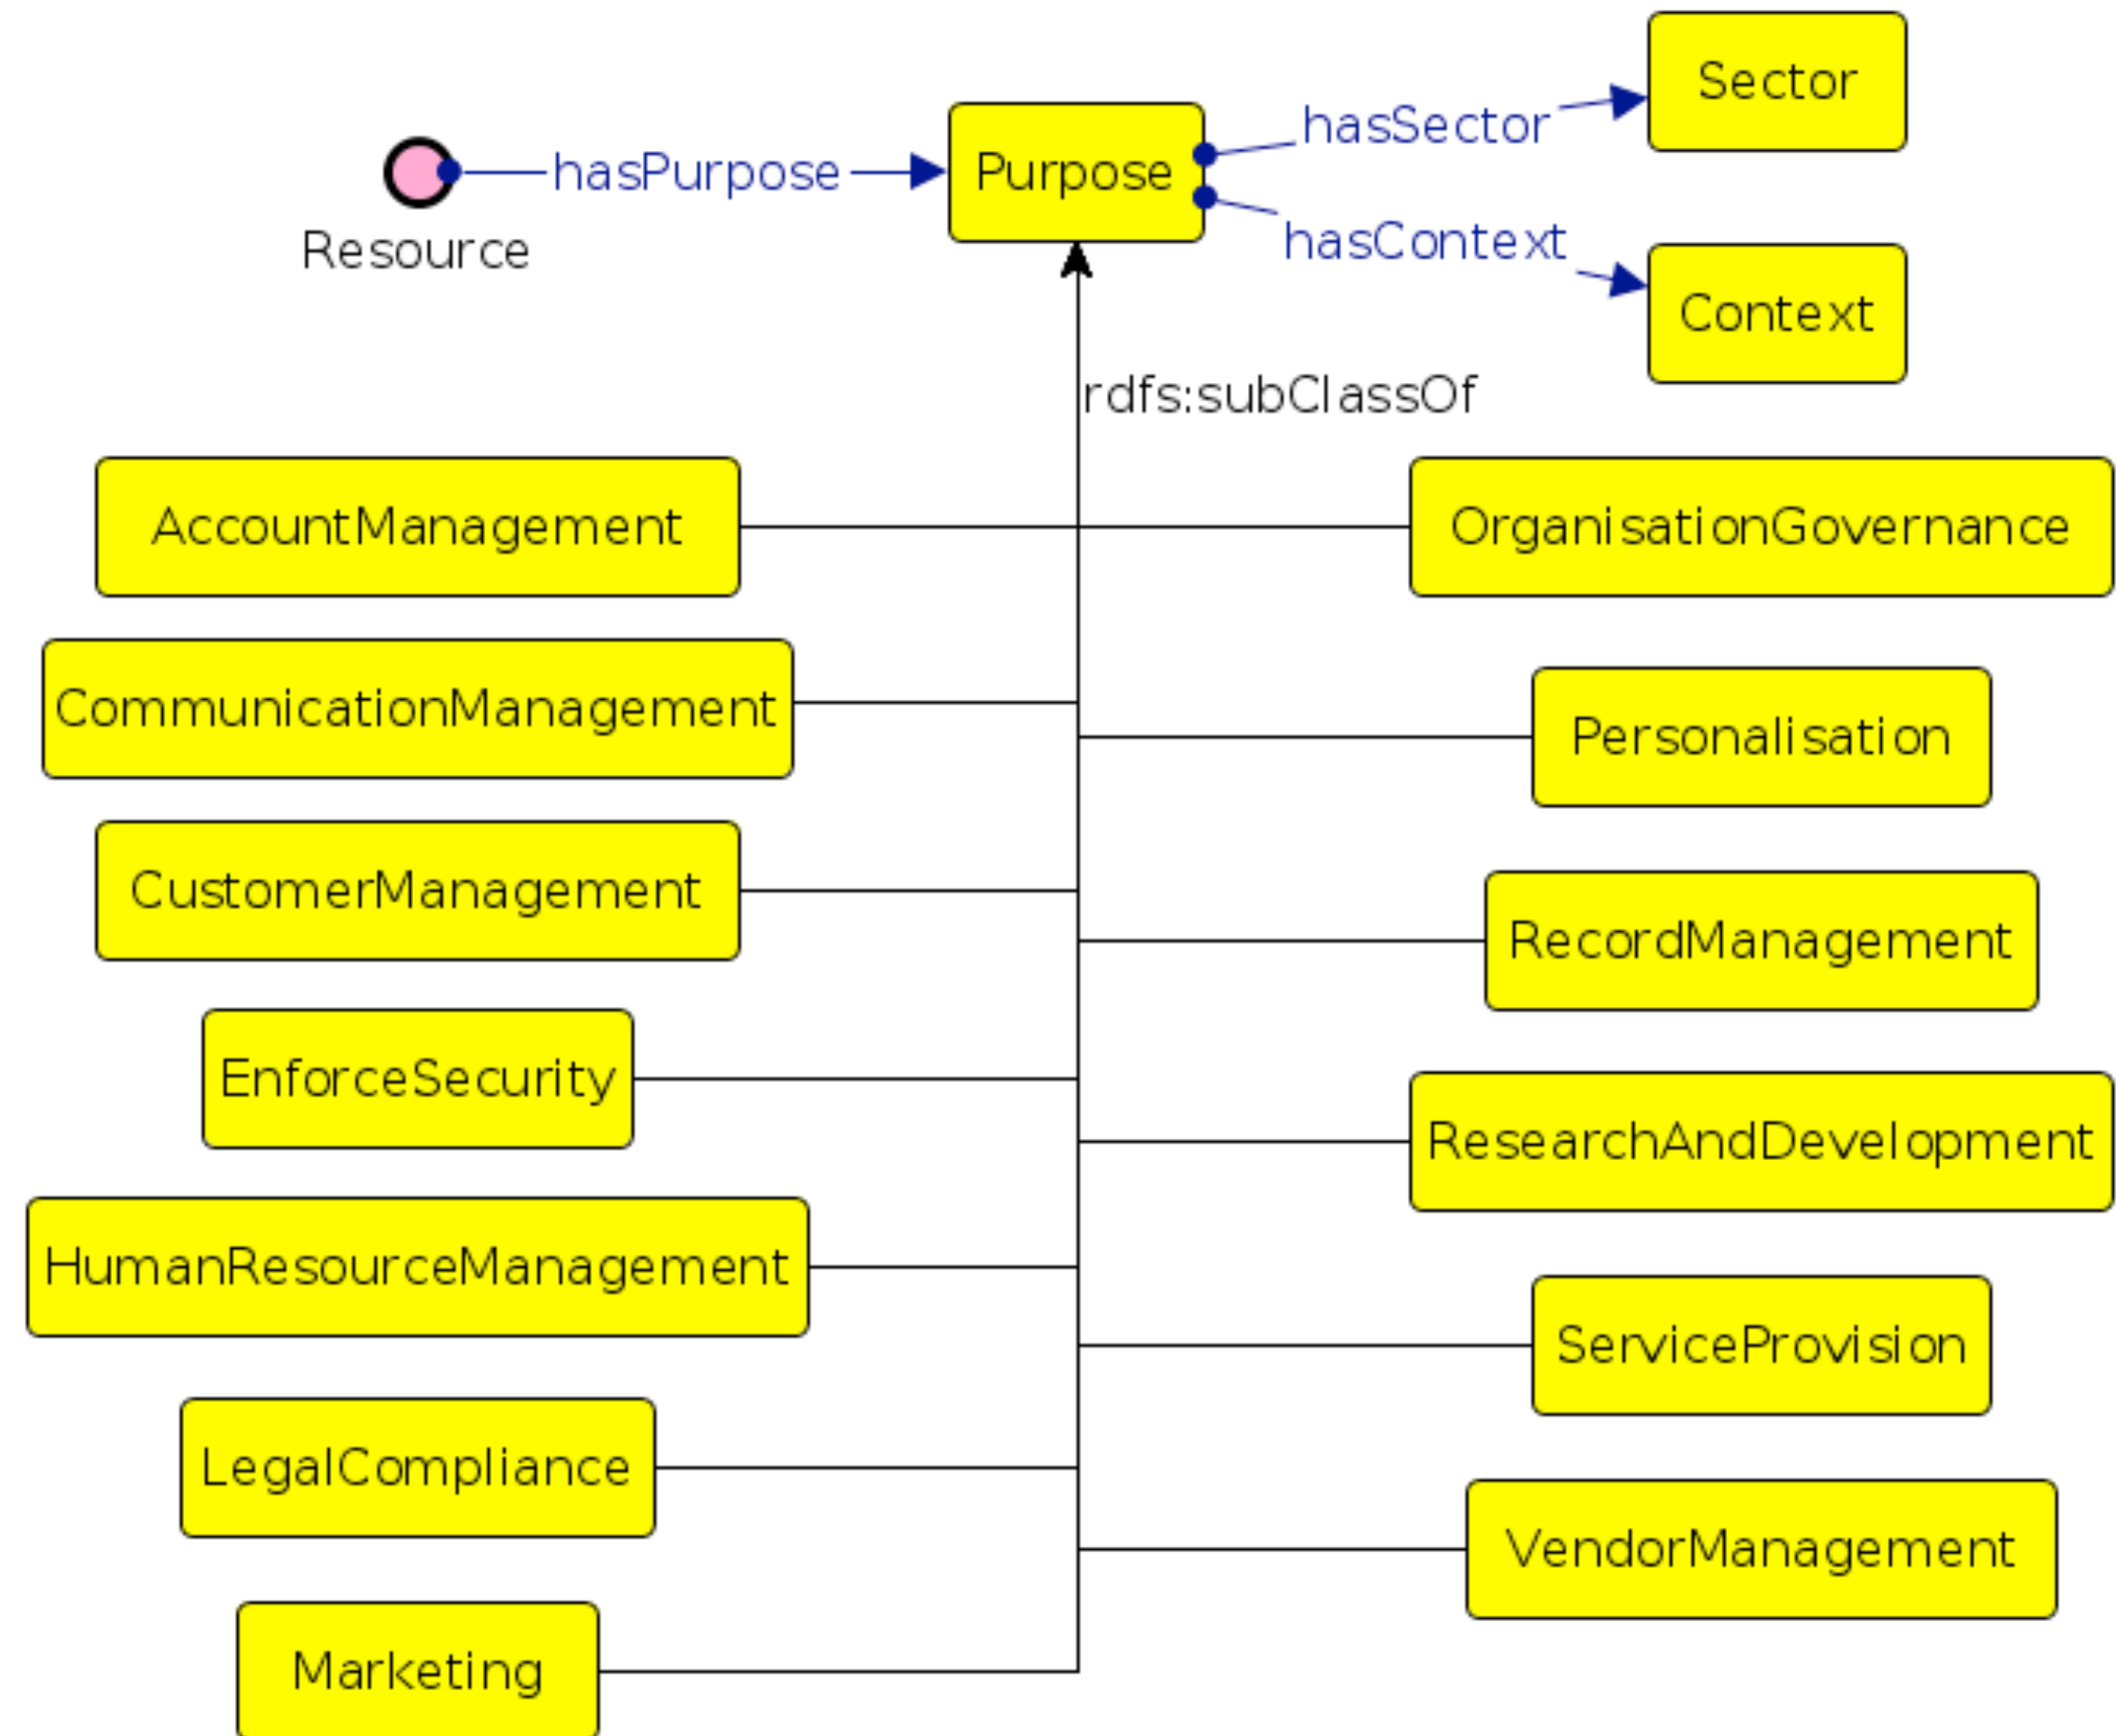 Sector
hasSector
hasPurpose
Purpose
Resource
hasContext
Context
rdfs:subClassOf
AccountManagement
OrganisationGovernance
CommunicationManagement
Personalisation
CustomerManagement
RecordManagement
EnforceSecurity
ResearchAndDevelopment
HumanResourceManagement
ServiceProvision
LegalCompliance
VendorManagement
Marketing